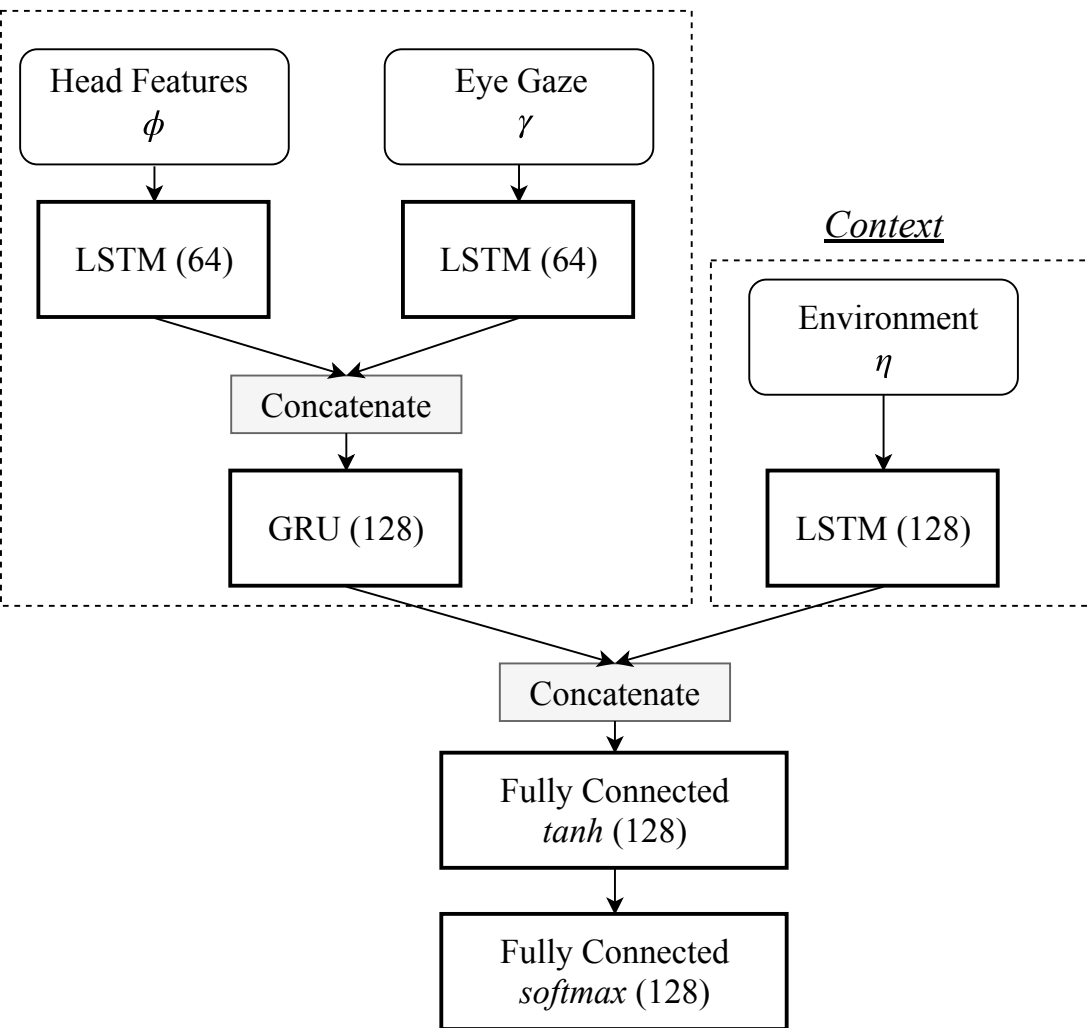 Head Features
ϕ
Eye Gaze
γ
LSTM (64)
LSTM (64)
Context
Environment
η
Concatenate
GRU (128)
LSTM (128)
Concatenate
Fully Connected
tanh (128)
Fully Connected
softmax (128)